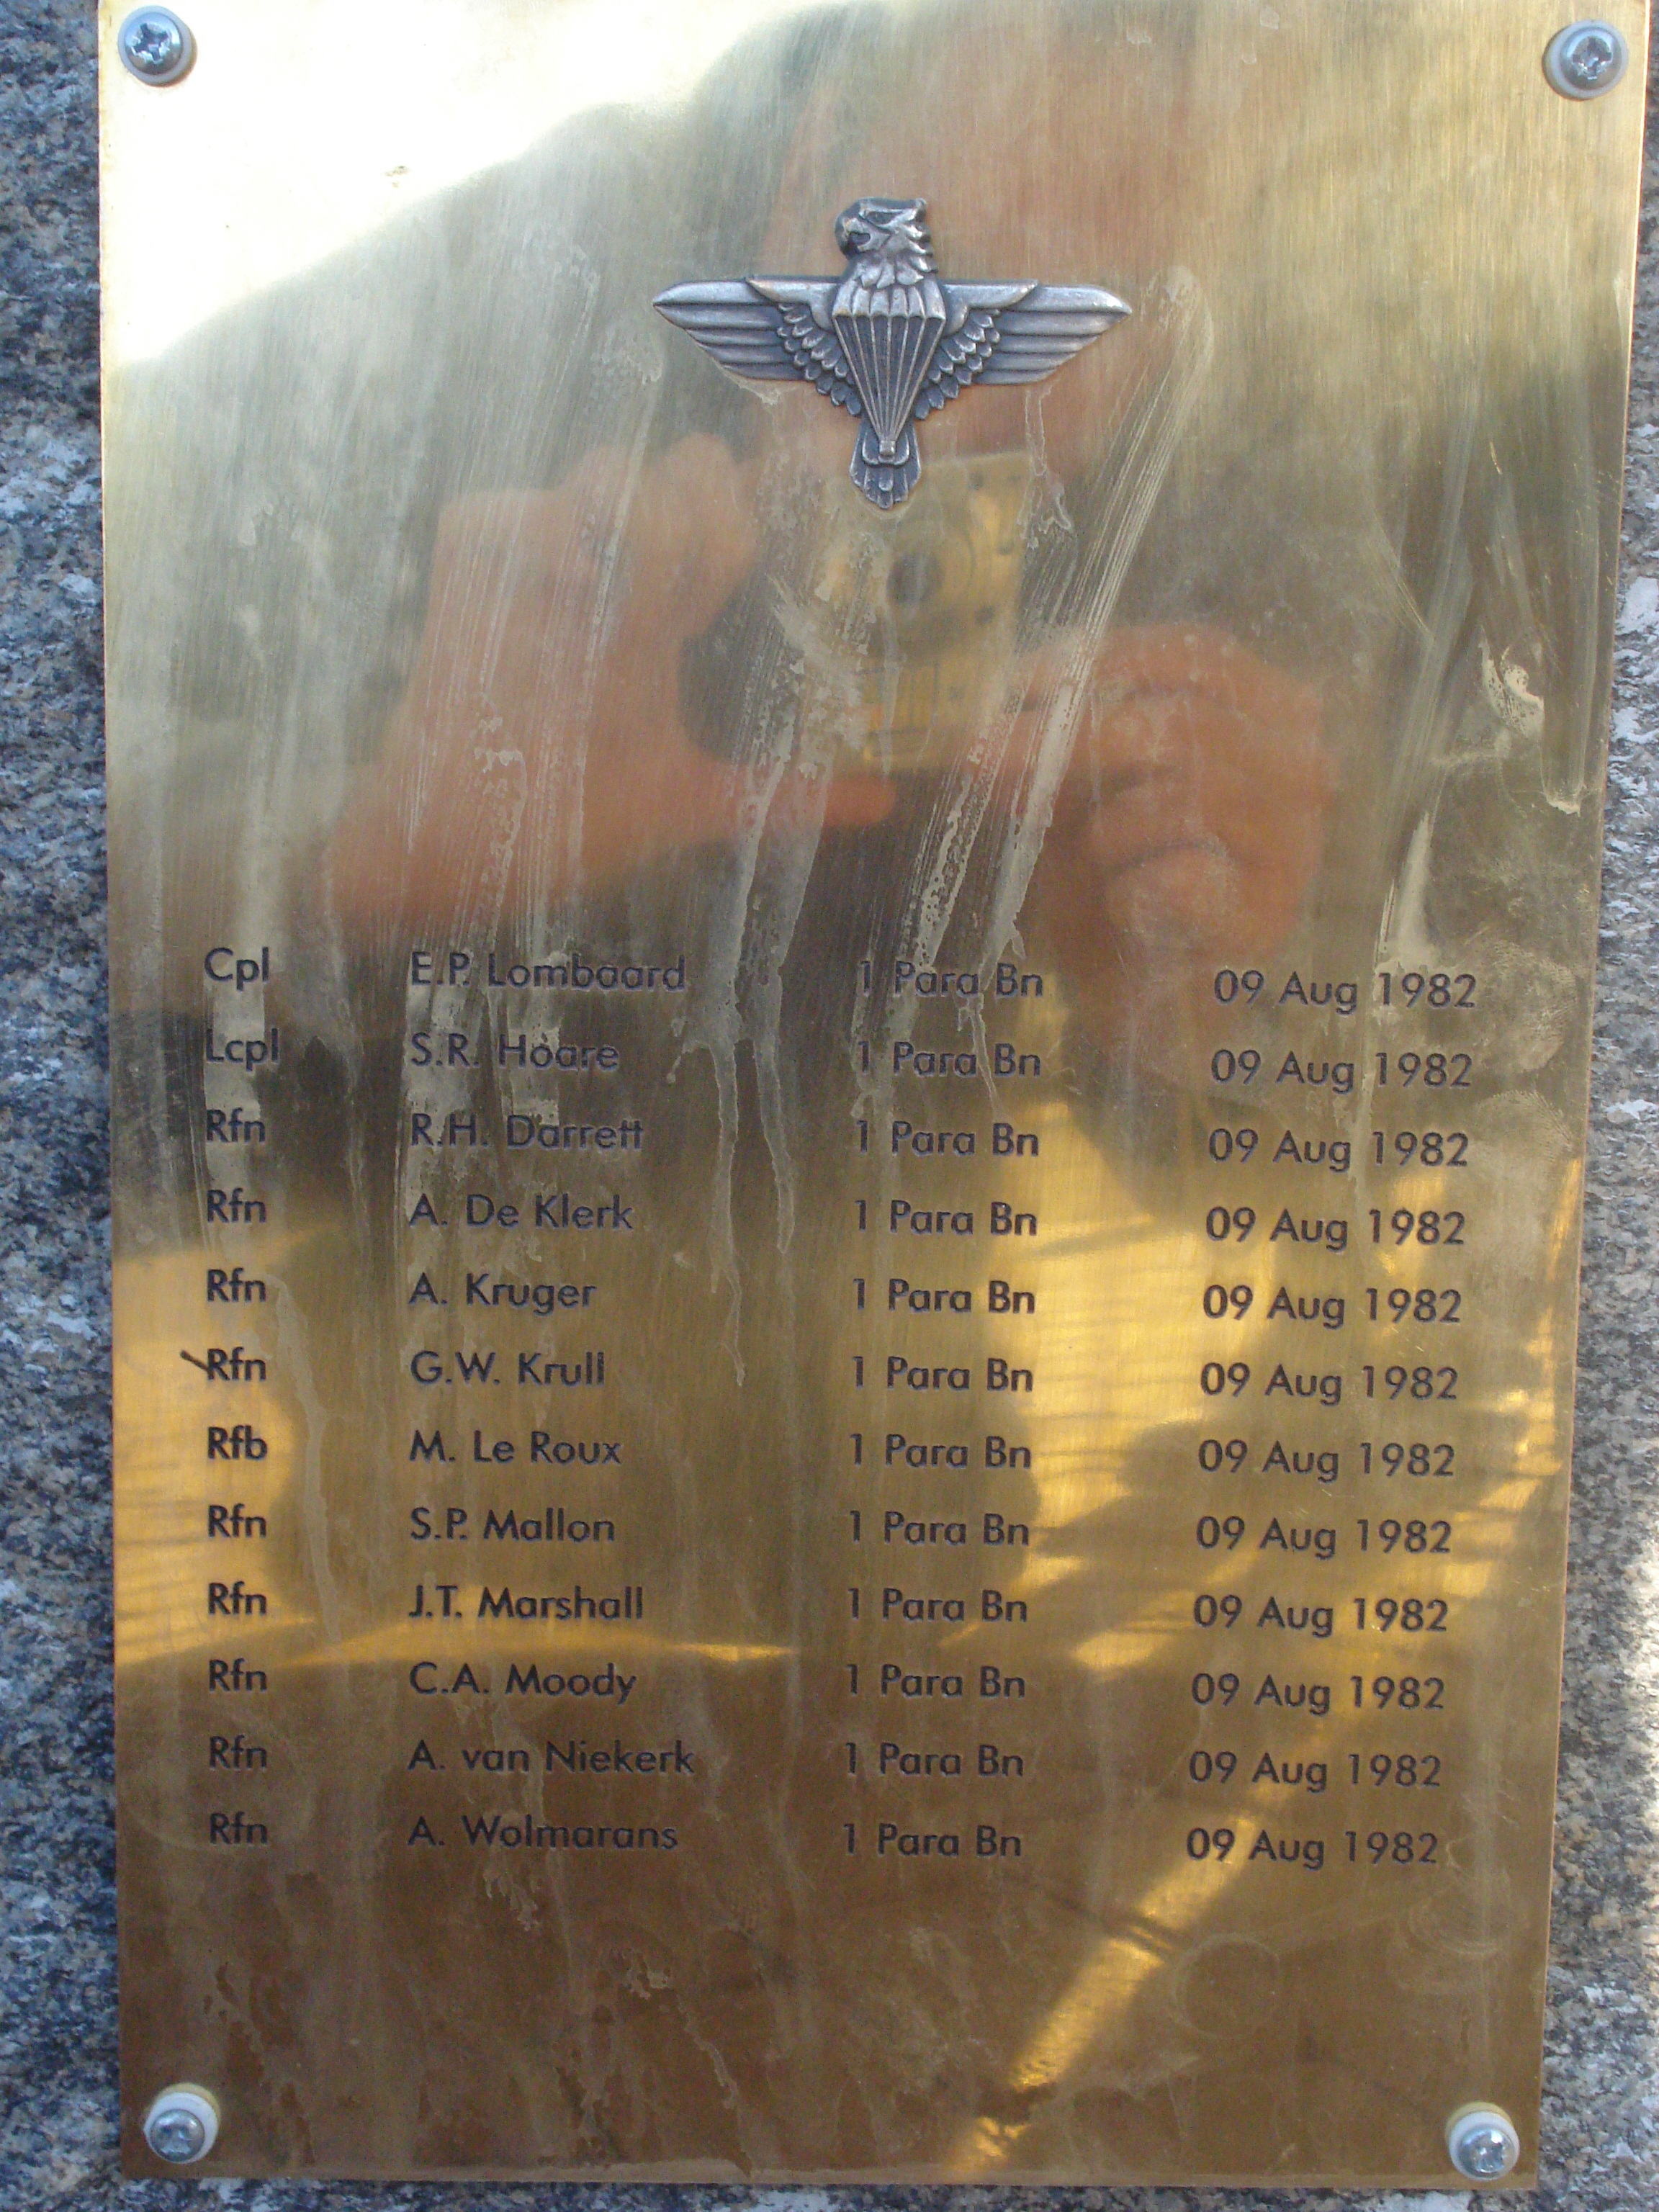 Cpl E.P. Lombaard 1 Para Bn 09 Aug 1982
Lcpl S.R. Hoare 1 Para Bn 09 Aug 1982
Rfn R.H. Darrett 1 Para Bn 09 Aug 1982
Rfn A. De Klerk 1 Para Bn 09 Aug 1982
Rfn A. Kruger 1 Para Bn 09 Aug 1982
Rfn G.W. Krull 1 Para Bn 09 Aug 1982
Rfb M. Le Roux 1 Para Bn 09 Aug 1982
Rfn S.P. Mallon 1 Para Bn 09 Aug 1982
Rfn J.T. Marshall 1 Para Bn 09 Aug 1982
Rfn C.A. Moody 1 Para Bn 09 Aug 1982
Rfn A. van Niekerk 1 Para Bn 09 Aug 1982
Rfn A. Wolmarans 1 Para Bn 09 Aug 1982